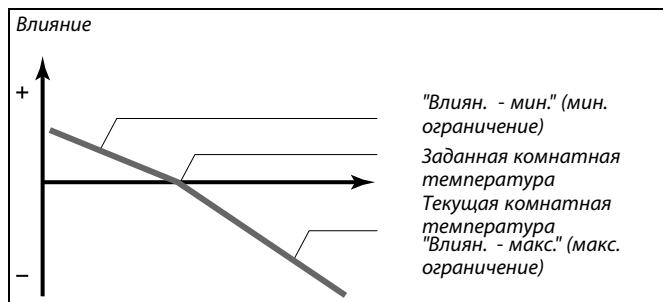 Влияние
+
"Влиян. - мин." (мин.
ограничение)
Заданная комнатная
температура
Текущая комнатная
температура
"Влиян. - макс." (макс.
ограничение)
–